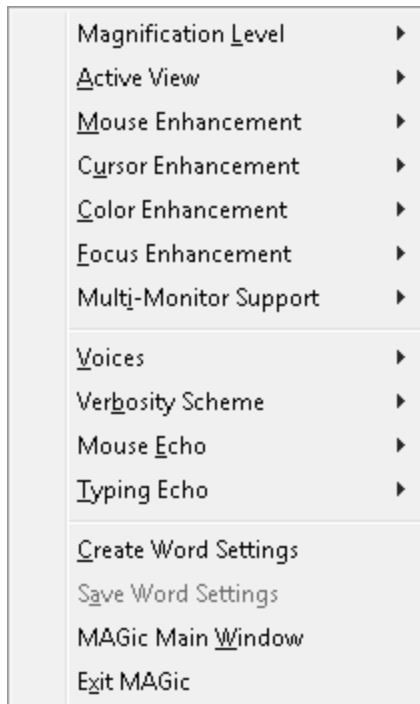 Magnification Level
Active View
Mouse Enhancement
Cursor Enhancement
Color Enhancement
Focus Enhancement
Multi-Monitor Support
Voices
Verbosity Scheme
Mouse Echo
Typing Echo
Create Word Settings
Save Word Settings
MAGic Main Window
Exit MAGic